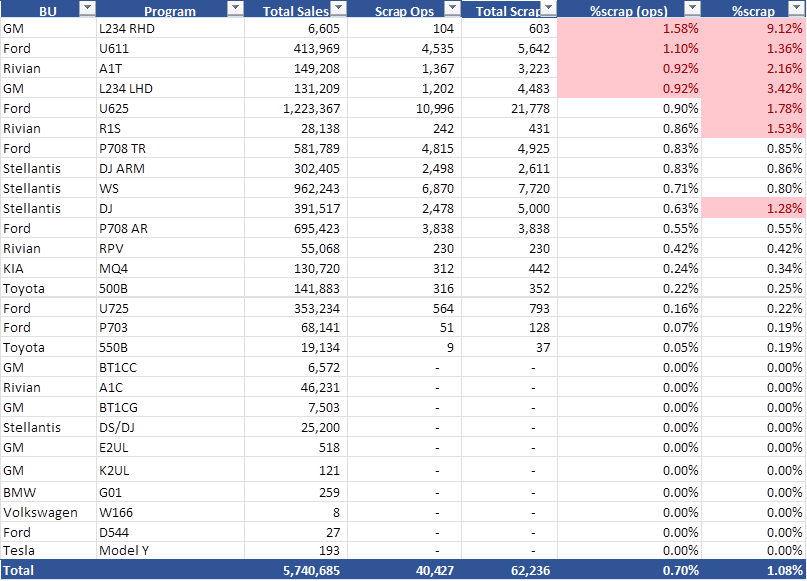 BU Program Total Sales Scrap Ops Total Scrap %scrap (ops) %scrap
GM L234 RHD 6,605 104 603 1.58% 9.12%
Ford U611 413,969 4,535 5,642 1.10% 1.36%
Rivian A1T 149,208 1,367 3,223 0.92% 2.16%
GM L234 LHD 131,209 1,202 4,483 0.92% 3.42%
Ford U625 1,223,367 10,996 21,778 0.90% 1.78%
Rivian R1S 28,138 242 431 0.86% 1.53%
Ford P708 TR 581,789 4,815 4,925 0.83% 0.85%
Stellantis DJ ARM 302,405 2,498 2,611 0.83% 0.86%
Stellantis WS 962,243 6,870 7,720 0.71% 0.80%
Stellantis DJ 391,517 2,478 5,000 0.63% 1.28%
Ford P708 AR 695,423 3,838 3,838 0.55% 0.55%
Rivian RPV 55,068 230 230 0.42% 0.42%
KIA MQ4 130,720 312 442 0.24% 0.34%
Toyota 500B 141,883 316 352 0.22% 0.25%
Ford U725 353,234 564 793 0.16% 0.22%
Ford P703 68,141 51 128 0.07% 0.19%
Toyota 550B 19,134 9 37 0.05% 0.19%
GM BT1CC 6,572 - - 0.00% 0.00%
Rivian A1C 46,231 - - 0.00% 0.00%
GM BT1CG 7,503 - - 0.00% 0.00%
Stellantis DS/DJ 25,200 - - 0.00% 0.00%
GM E2UL 518 - - 0.00% 0.00%
GM K2UL 121 - - 0.00% 0.00%
BMW G01 259 - - 0.00% 0.00%
Volkswagen W166 8 - - 0.00% 0.00%
Ford D544 27 - - 0.00% 0.00%
Tesla Model Y 193 - - 0.00% 0.00%
Total 5,740,685 40,427 62,236 0.70% 1.08%